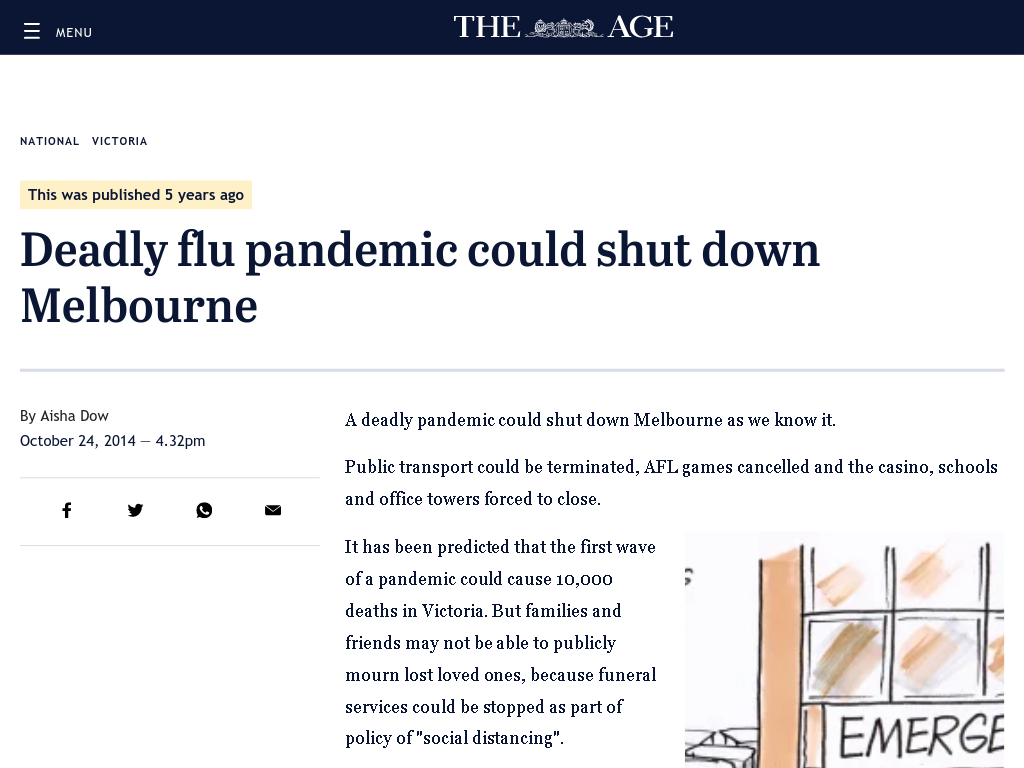 MENU
THE AGE
NATIONAL VICTORIA
This was published 5 years ago
Deadly flu pandemic could shut down
Melbourne
By Aisha Dow
October 24, 2014 — 4.32pm
A deadly pandemic could shut down Melbourne as we know it.
Public transport could be terminated, AFL games cancelled and the casino, schools
and office towers forced to close.
It has been predicted that the first wave
of a pandemic could cause 10,000
deaths in Victoria. But families and
friends may not be able to publicly
mourn lost loved ones, because funeral
services could be stopped as part of
policy of "social distancing".
S
EMERGE